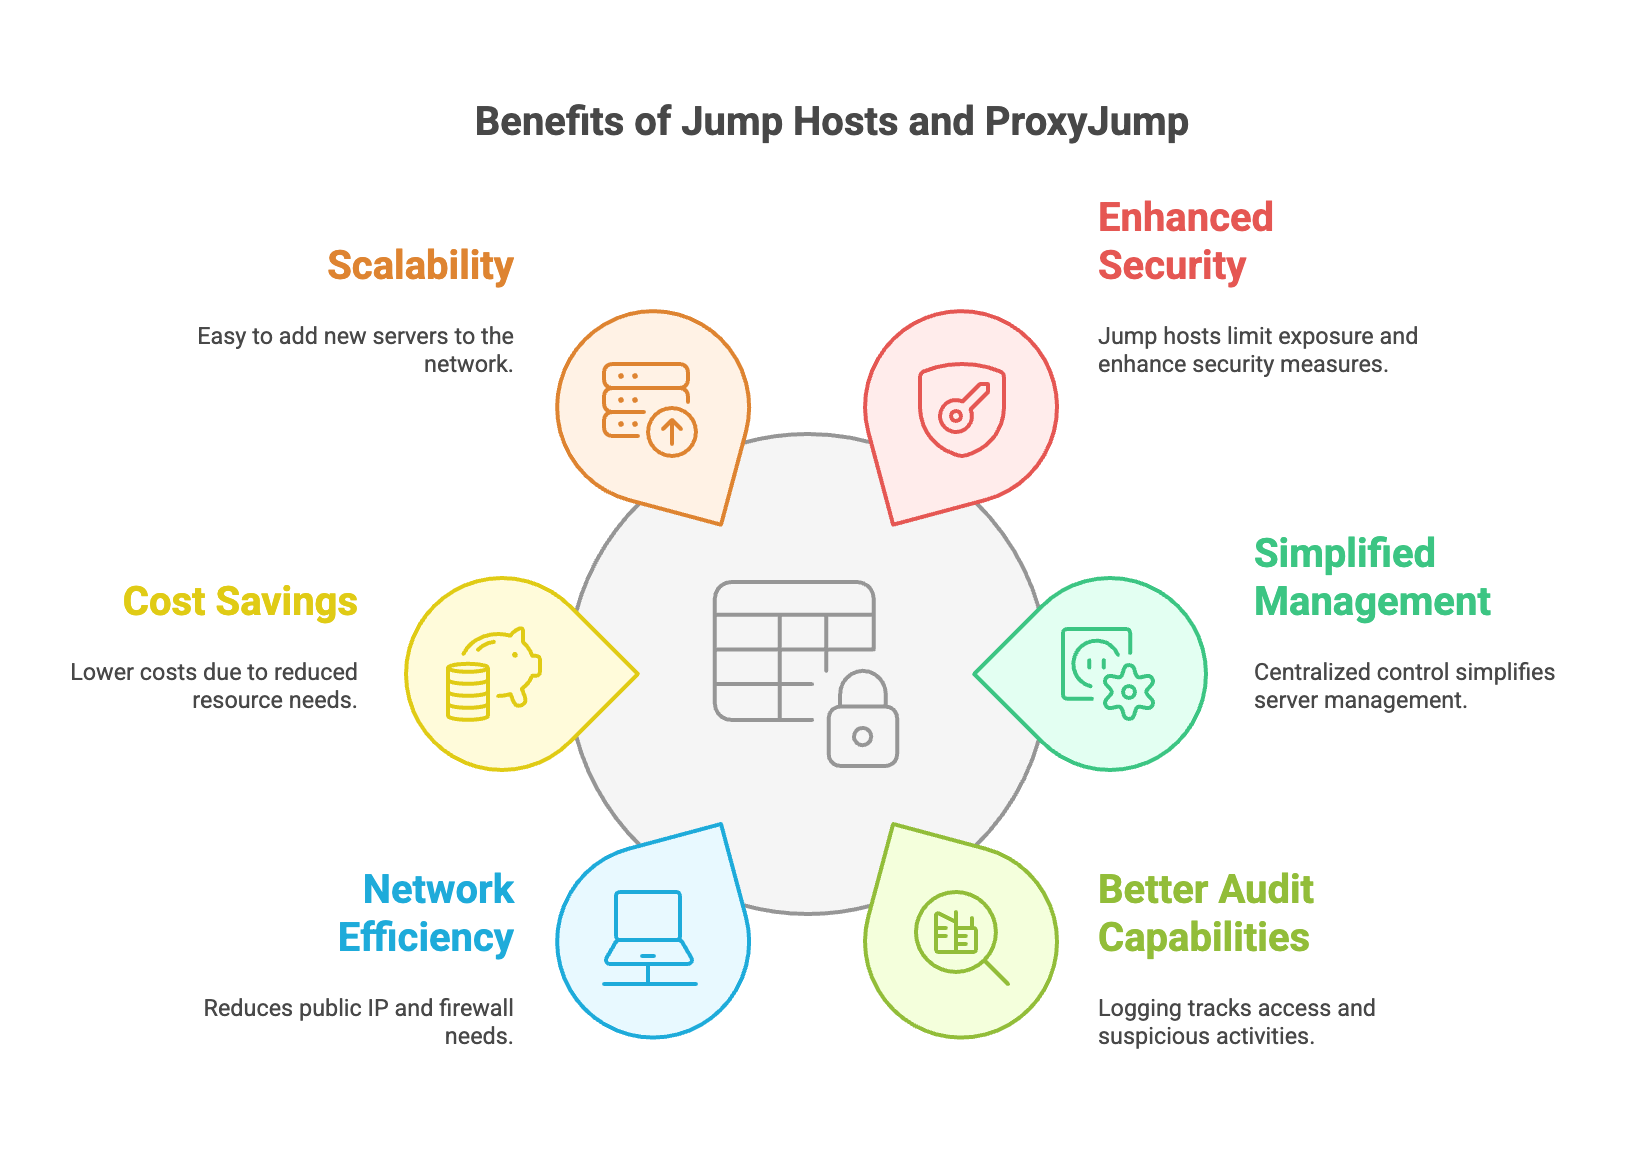 Benefits of Jump Hosts and ProxyJump
Scalability
Easy to add new servers to the
network.
Enhanced
Security
Jump hosts limit exposure and
enhance security measures.
Cost Savings
Lower costs due to reduced
resource needs.
Simplified
Management
Centralized control simplifies
server management.
Network
Efficiency
Reduces public IP and firewall
needs.
Better Audit
Capabilities
Logging tracks access and
suspicious activities.